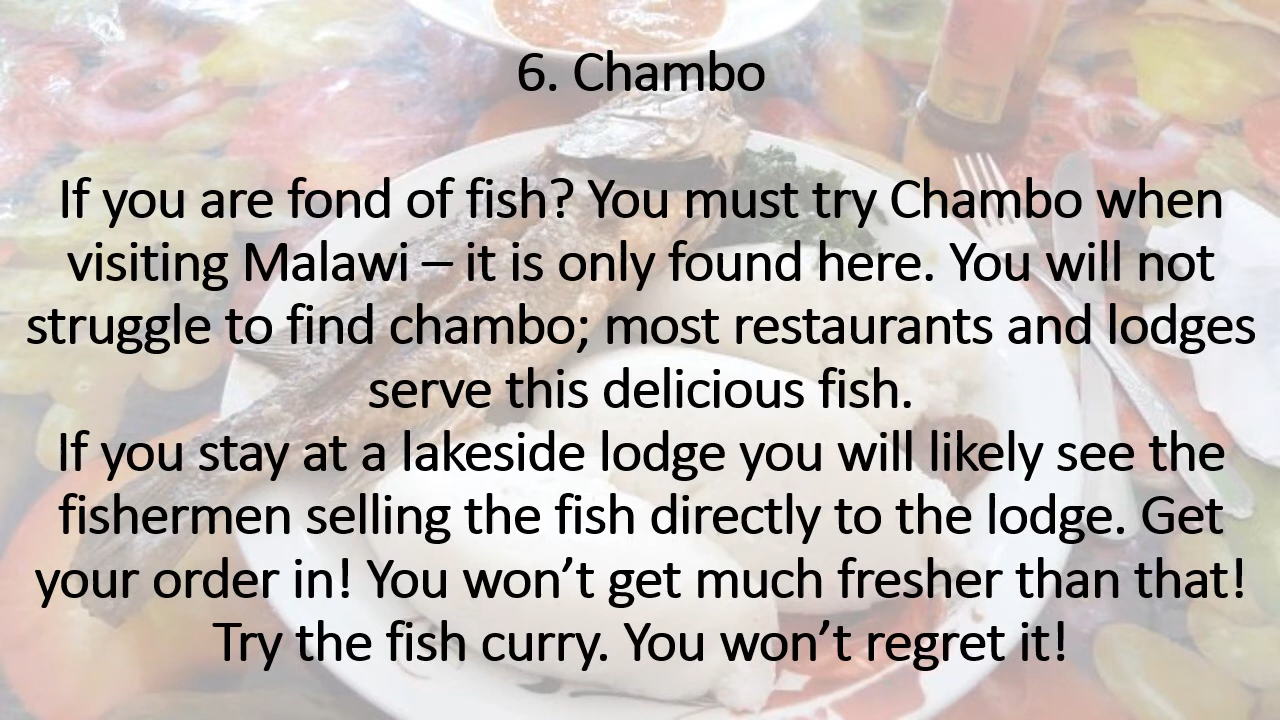 6. Chambo
If you are fond of fish? You must try Chambo when
visiting Malawi – it is only found here. You will not
struggle to find chambo; most restaurants and lodges
serve this delicious fish.
If you stay at a lakeside lodge you will likely see the
fishermen selling the fish directly to the lodge. Get
your order in! You won’t get much fresher than that!
Try the fish curry. You won’t regret it!